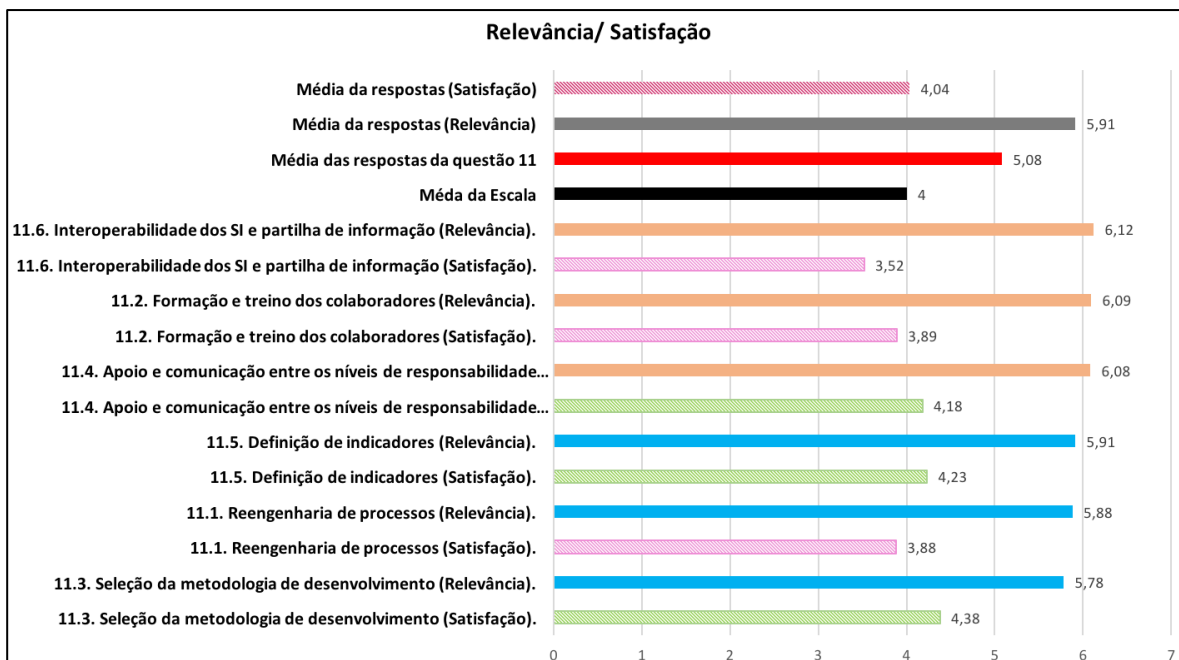 Relevância/ Satisfação
Média da respostas (Satisfação) 4,04
Média da respostas (Relevância) 5,91
Média das respostas da questão 11 5,08
Méda da Escala 4
11.6. Interoperabilidade dos SI e partilha de informação (Relevância). 6,12
11.6. Interoperabilidade dos SI e partilha de informação (Satisfação). 3,52
11.2. Formação e treino dos colaboradores (Relevância). 6,09
11.2. Formação e treino dos colaboradores (Satisfação). 3,89
11.4. Apoio e comunicação entre os níveis de responsabilidade... 6,08
11.4. Apoio e comunicação entre os níveis de responsabilidade... 4,18
11.5. Definição de indicadores (Relevância). 5,91
11.5. Definição de indicadores (Satisfação). 4,23
11.1. Reengenharia de processos (Relevância). 5,88
11.1. Reengenharia de processos (Satisfação). 3,88
11.3. Seleção da metodologia de desenvolvimento (Relevância). 5,78
11.3. Seleção da metodologia de desenvolvimento (Satisfação). 4,38
0 1 2 3 4 5 6 7